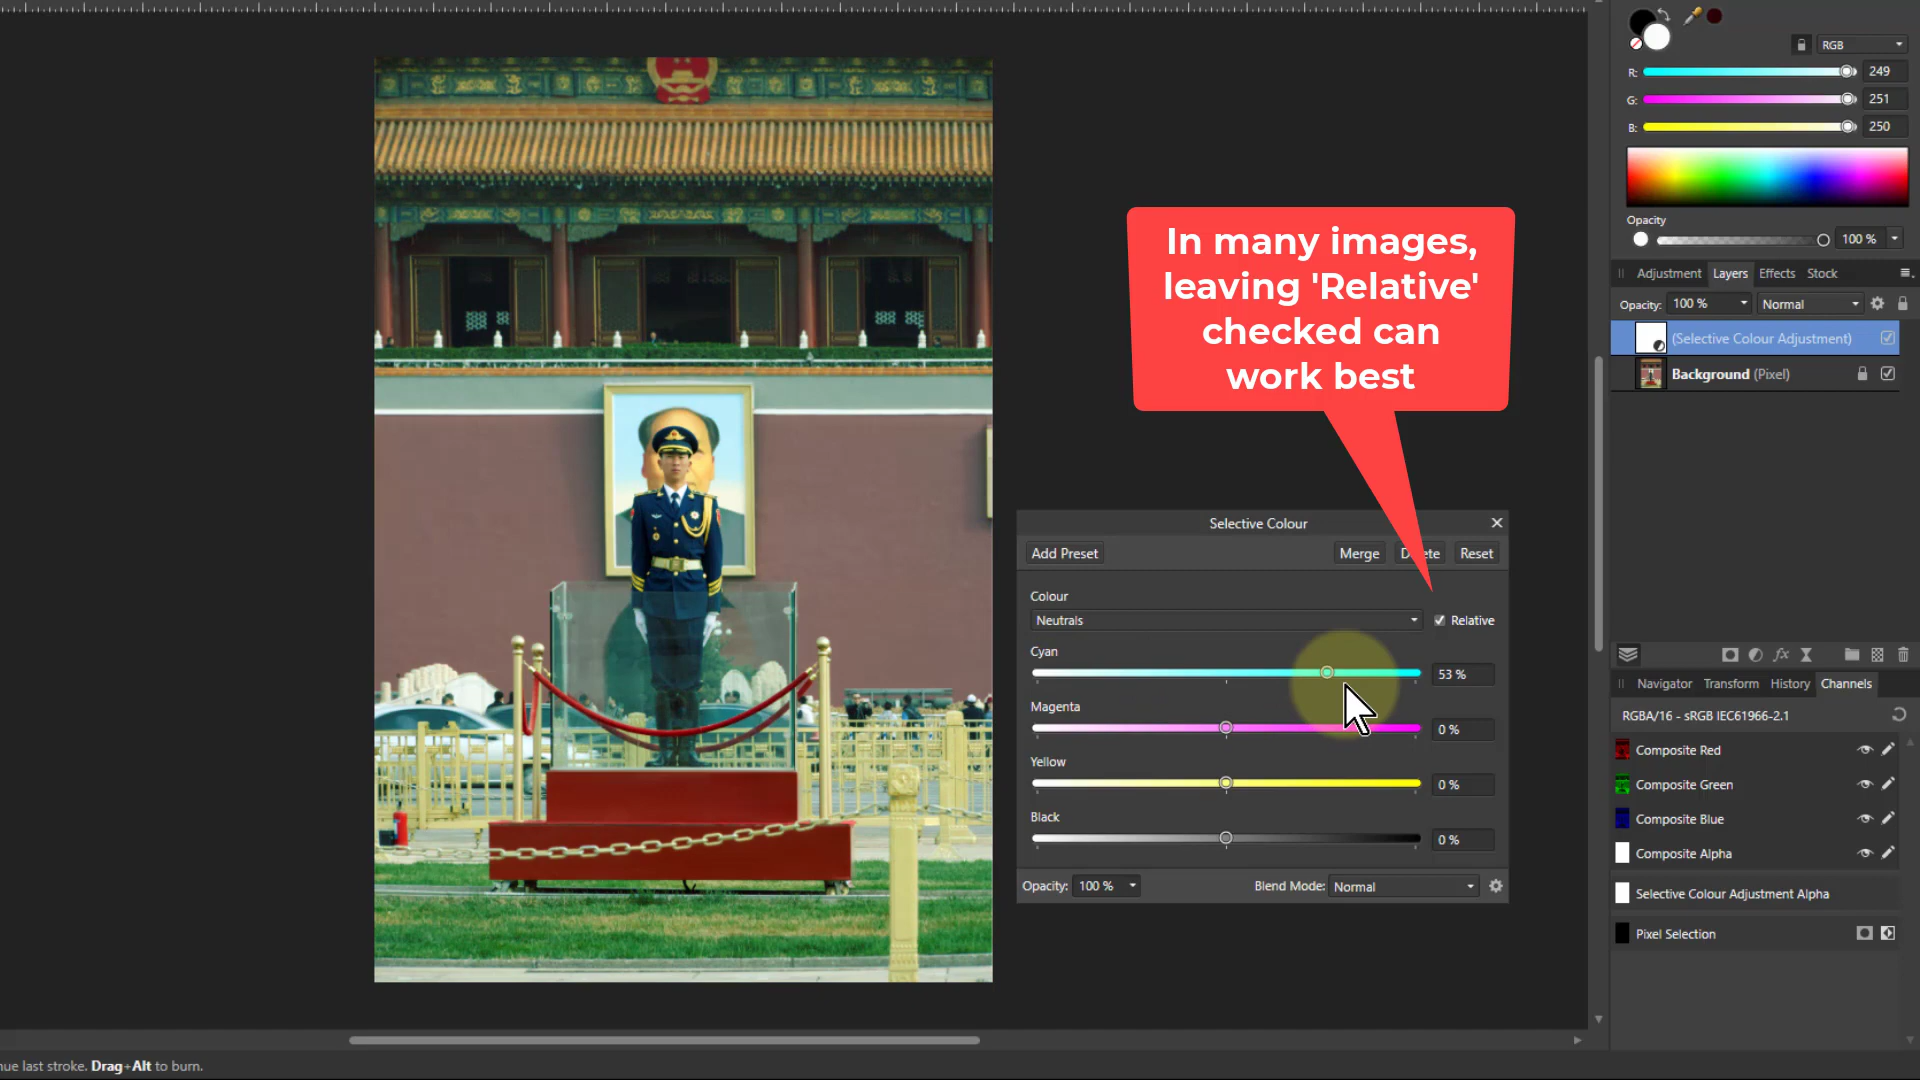 RGB
R:
249
G:
251
B:
250
Opacity
100 %
Adjustment
Layers
Effects
Stock
Opacity:
100 %
Normal
(Selective Colour Adjustment)
Background (Pixel)
In many images,
leaving 'Relative'
checked can
work best
Selective Colour
Add Preset
Merge
Reset
Colour
Neutrals
Relative
Cyan
53 %
Magenta
0 %
Yellow
0 %
Black
0 %
Opacity:
100 %
Blend Mode:
Normal
fx
Navigator
Transform
History
Channels
RGBA/16 - sRGB IEC61966-2.1
Composite Red
Composite Green
Composite Blue
Composite Alpha
Selective Colour Adjustment Alpha
Pixel Selection
last stroke. Drag+Alt to burn.